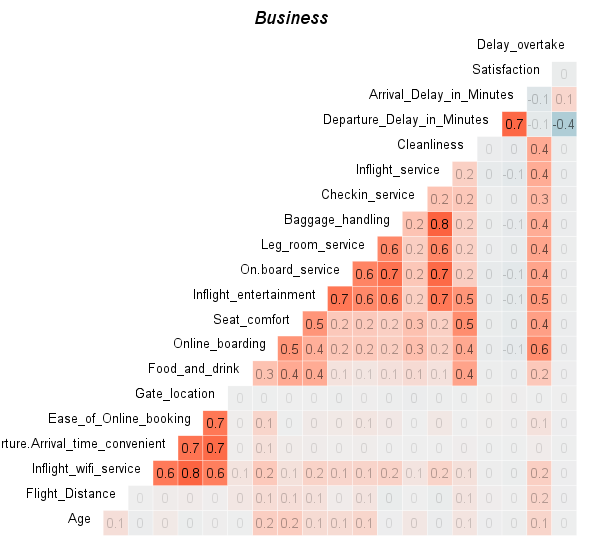 Business
Delay_overtake
Satisfaction 0
Arrival_Delay_in_Minutes -0.1 0.1
Departure_Delay_in_Minutes 0.7 -0.1 -0.4
Cleanliness 0 0 0.4 0
Inflight_service 0.2 0 -0.1 0.4 0
Checkin_service 0.2 0.2 0 0 0.3 0
Baggage_handling 0.2 0.8 0.2 0 -0.1 0.4 0
Leg_room_service 0.6 0.2 0.6 0.2 0 0 0.4 0
On.board_service 0.6 0.7 0.2 0.7 0.2 0 -0.1 0.4 0
Inflight_entertainment 0.7 0.6 0.6 0.2 0.7 0.5 0 -0.1 0.5 0
Seat_comfort 0.5 0.2 0.2 0.2 0.3 0.2 0.5 0 0 0.4 0
Online_boarding 0.5 0.4 0.2 0.2 0.2 0.3 0.2 0.4 0 -0.1 0.6 0
Food_and_drink 0.3 0.4 0.4 0.1 0.1 0.1 0.1 0.1 0.4 0 0 0.2 0
Gate_location 0 0 0 0 0 0 0 0 0 0 0 0 0 0
Ease_of_Online_booking 0.7 0 0.1 0 0 0 0.1 0 0 0 0.1 0 0 0.1 0
rture.Arrival_time_convenient 0.7 0.7 0 0.1 0 0 0 0 0 0 0 0 0 0 0 0
Inflight_wifi_service 0.6 0.8 0.6 0.1 0.2 0.1 0.2 0.1 0.1 0.2 0.1 0.2 0.1 0 0 0.2 0
Flight_Distance 0 0 0 0 0 0.1 0.1 0.1 0 0.1 0 0 0 0.1 0 0 0.2 0
Age 0.1 0 0 0 0 0 0.2 0.2 0.1 0.1 0.1 0 0 0 0.1 0 0 0.1 0